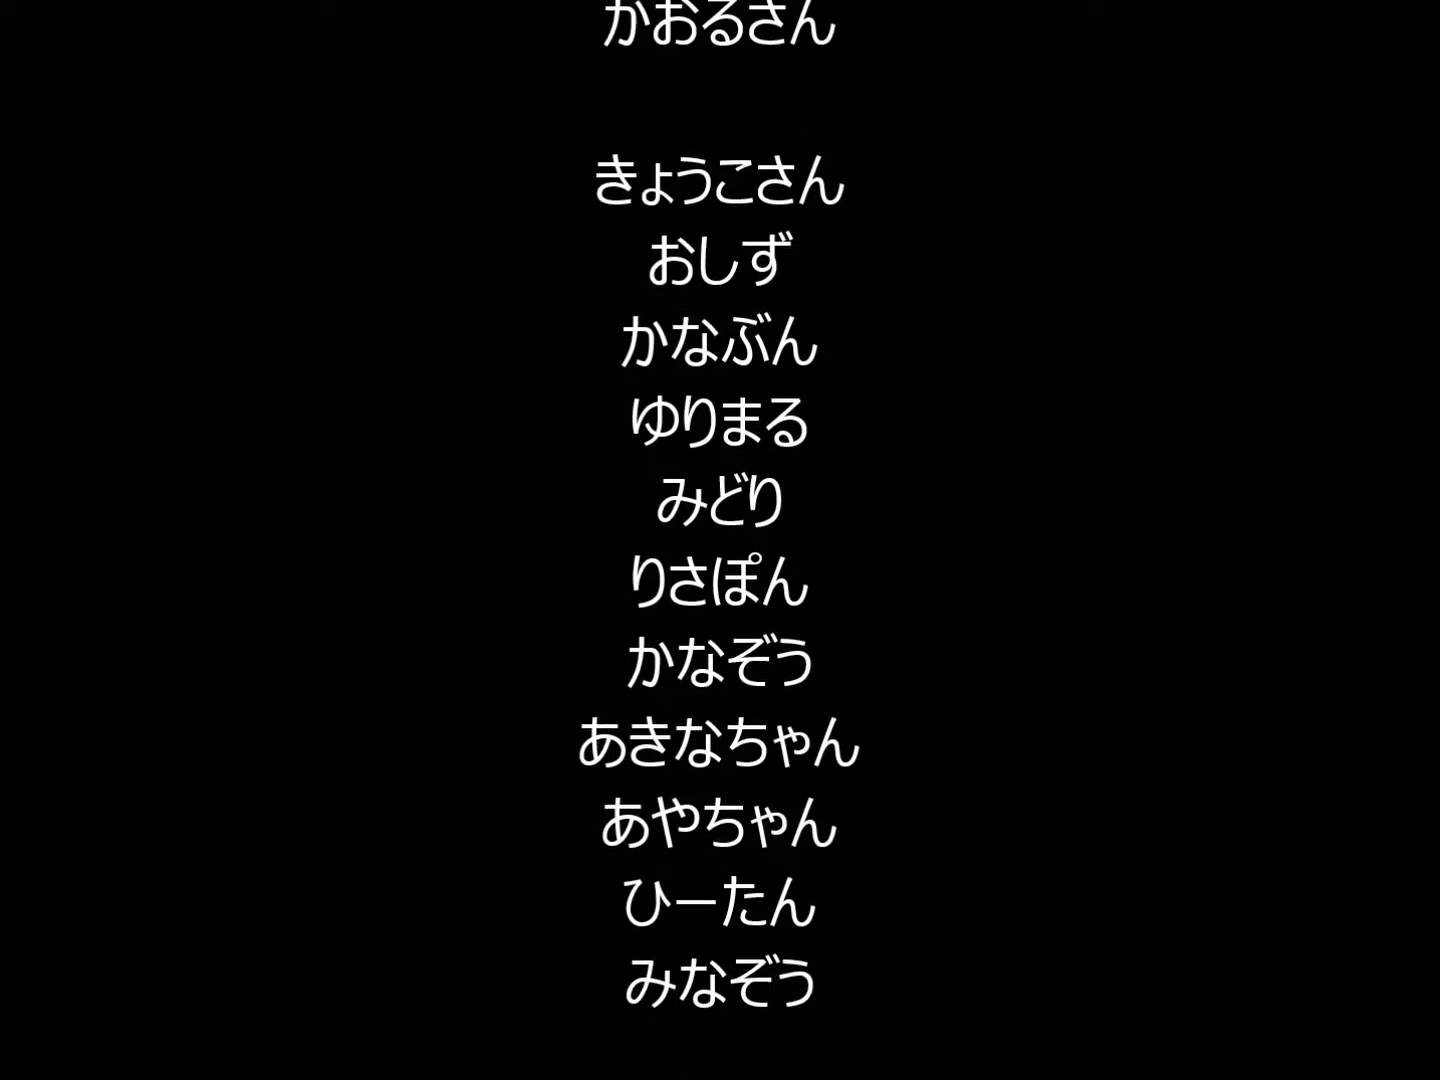 かおるさん
きょうこさん
おしず
かなぶん
ゆりまる
みどり
りさぽん
かなぞう
あきなちゃん
あやちゃん
ひーたん
みなぞう